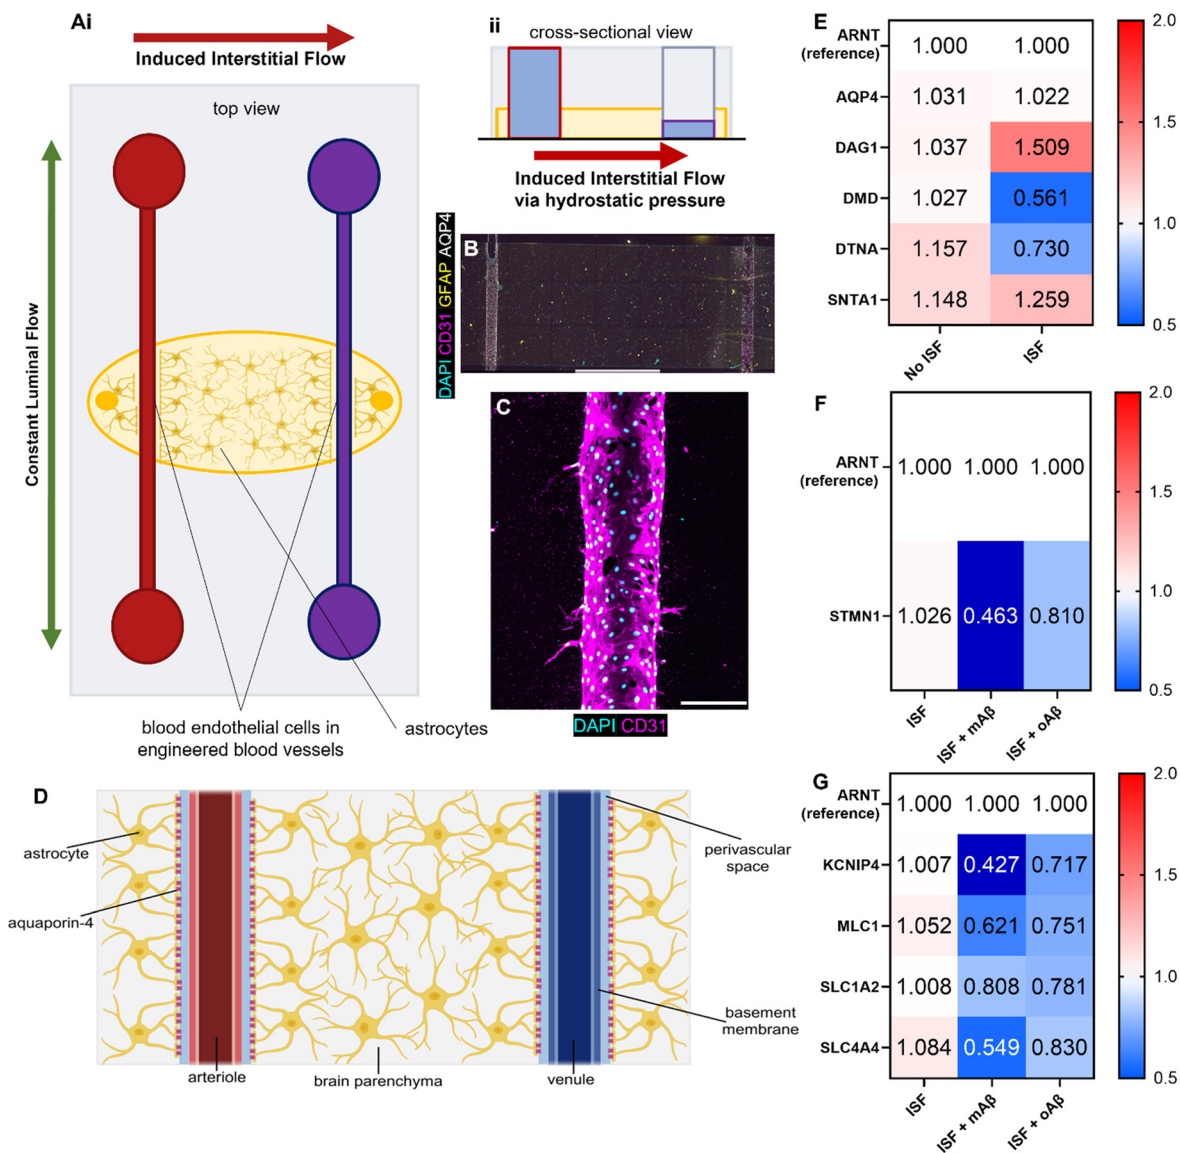 Ai
Induced Interstitial Flow
top view
Constant Luminal Flow
blood endothelial cells in
engineered blood vessels
astrocytes
ii
cross-sectional view
Induced Interstitial Flow
via hydrostatic pressure
B
DAPI CD31 GFAP AQP4
C
DAPI CD31
D
astrocyte
aquaporin-4
arteriole
brain parenchyma
venule
perivascular
space
basement
membrane
E
ARNT
(reference)
1.000 1.000
AQP4 1.031 1.022
DAG1 1.037 1.509
DMD 1.027 0.561
DTNA 1.157 0.730
SNTA1 1.148 1.259
No ISF
ISF
2.0
1.5
1.0
0.5
F
ARNT
(reference)
1.000 1.000 1.000
STMN1 1.026 0.463 0.810
ISF
ISF + mAβ
ISF + oAβ
2.0
1.5
1.0
0.5
G
ARNT
(reference)
1.000 1.000 1.000
KCNIP4 1.007 0.427 0.717
MLC1 1.052 0.621 0.751
SLC1A2 1.008 0.808 0.781
SLC4A4 1.084 0.549 0.830
ISF
ISF + mAβ
ISF + oAβ
2.0
1.5
1.0
0.5